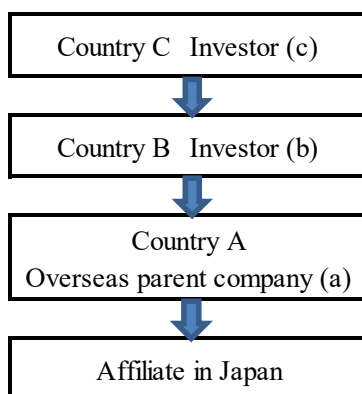 Country C Investor (c)
Country B Investor (b)
Country A
Overseas parent company (a)
Affiliate in Japan